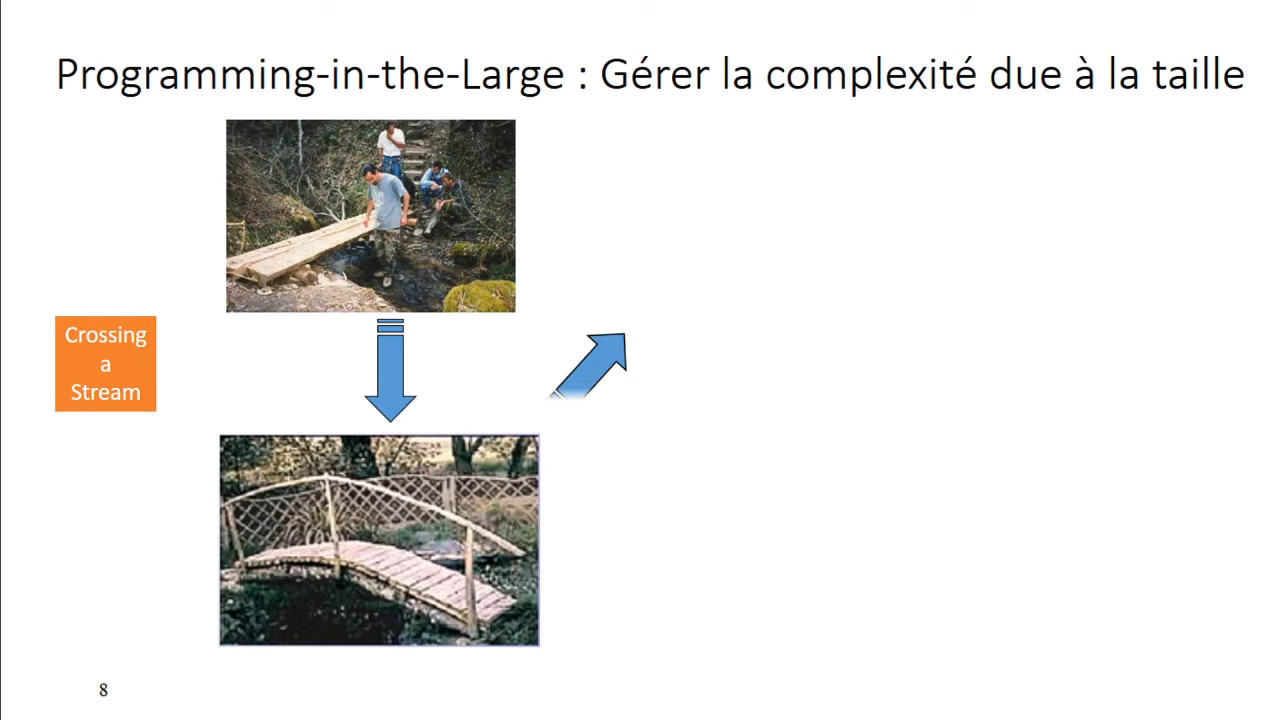 Programming-in-the-Large : Gérer la complexité due à la taille
Crossing
a
Stream
8